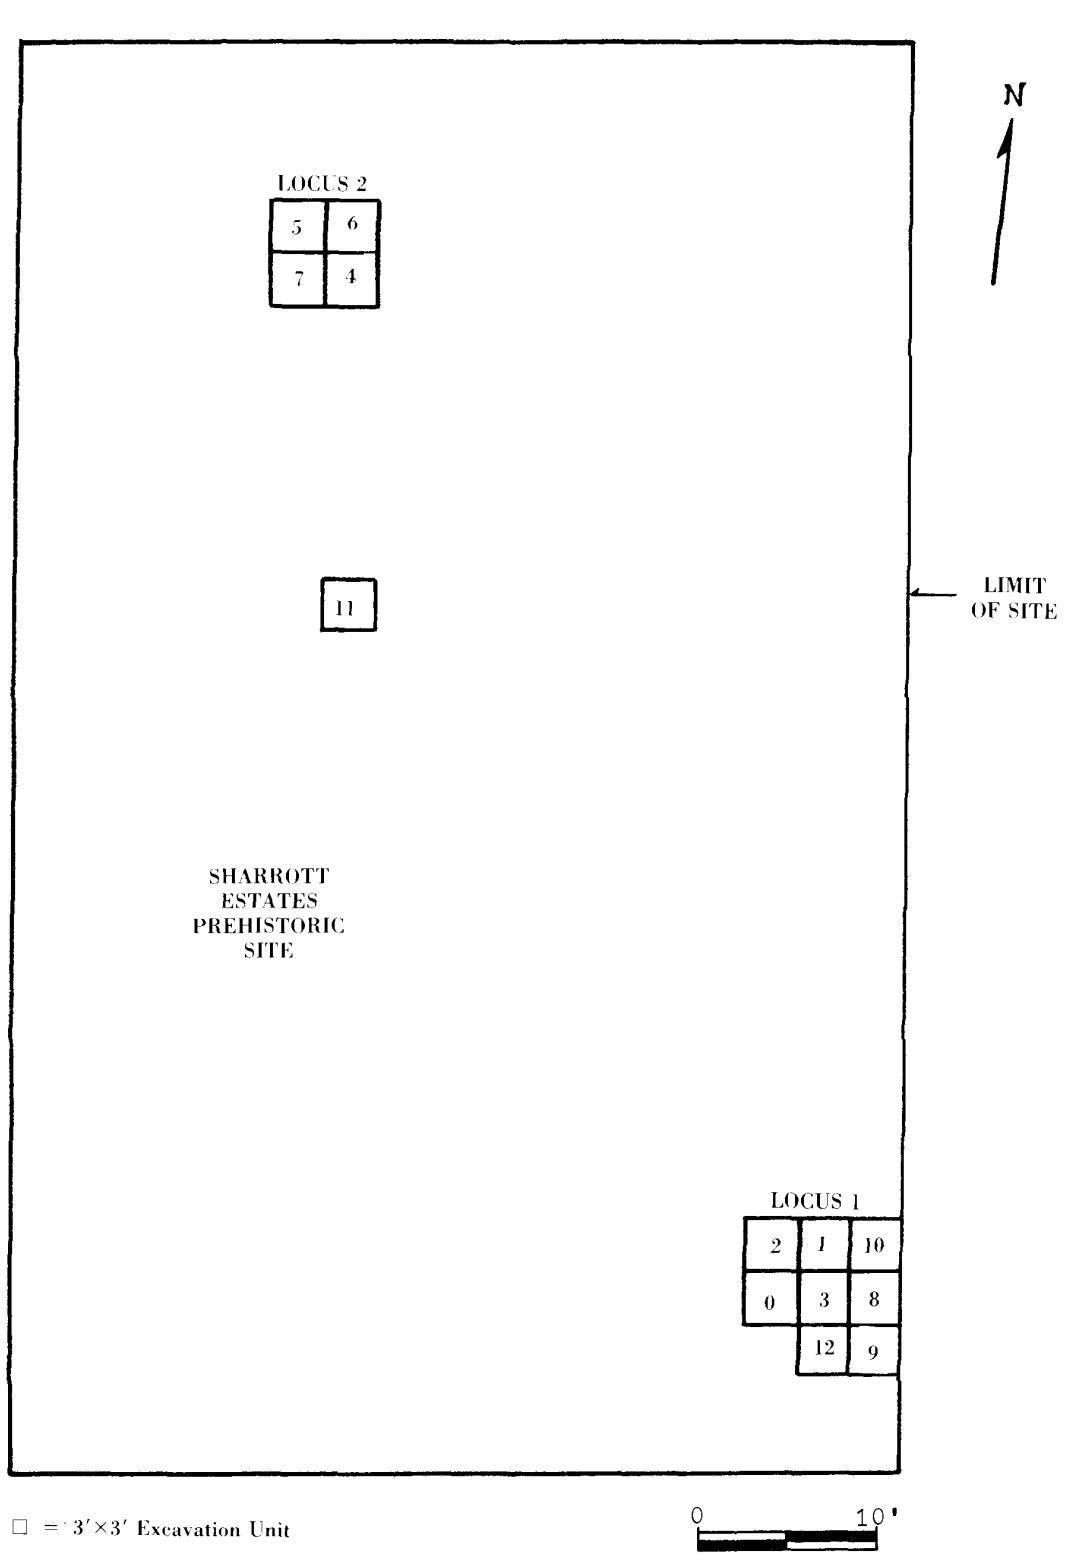 N
LOCUS 2
5 6
7 4
11
LIMIT
OF SITE
SHARROTT
ESTATES
PREHISTORIC
SITE
LOCUS 1
2 1 10
0 3 8
12 9
□ = 3'×3' Excavation Unit
0 10'